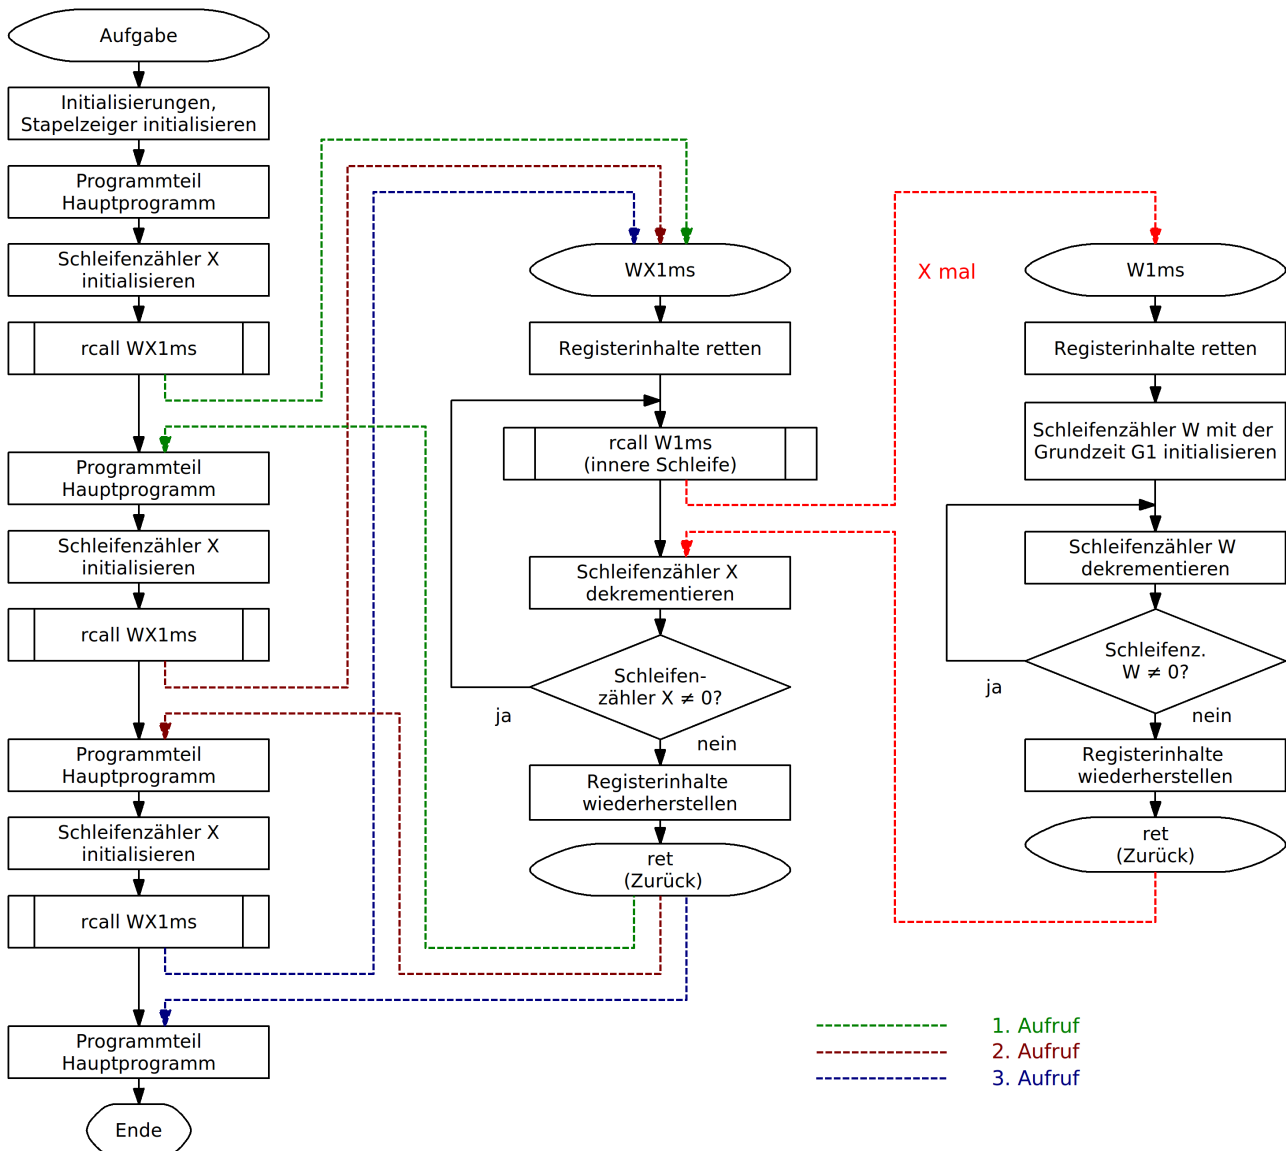 Aufgabe
Initialisierungen,
Stapelzeiger initialisieren
Programmteil
Hauptprogramm
Schleifenzähler X
initialisieren
rcall WX1ms
Programmteil
Hauptprogramm
Schleifenzähler X
initialisieren
rcall WX1ms
Programmteil
Hauptprogramm
Schleifenzähler X
initialisieren
rcall WX1ms
Programmteil
Hauptprogramm
Ende
WX1ms
Registerinhalte retten
rcall W1ms
(innere Schleife)
Schleifenzähler X
dekrementieren
Schleifen-
zähler X ≠ 0?
ja
nein
Registerinhalte
wiederherstellen
ret
(Zurück)
X mal
W1ms
Registerinhalte retten
Schleifenzähler W mit der
Grundzeit G1 initialisieren
Schleifenzähler W
dekrementieren
Schleifenz.
W ≠ 0?
ja
nein
Registerinhalte
wiederherstellen
ret
(Zurück)
1. Aufruf
2. Aufruf
3. Aufruf